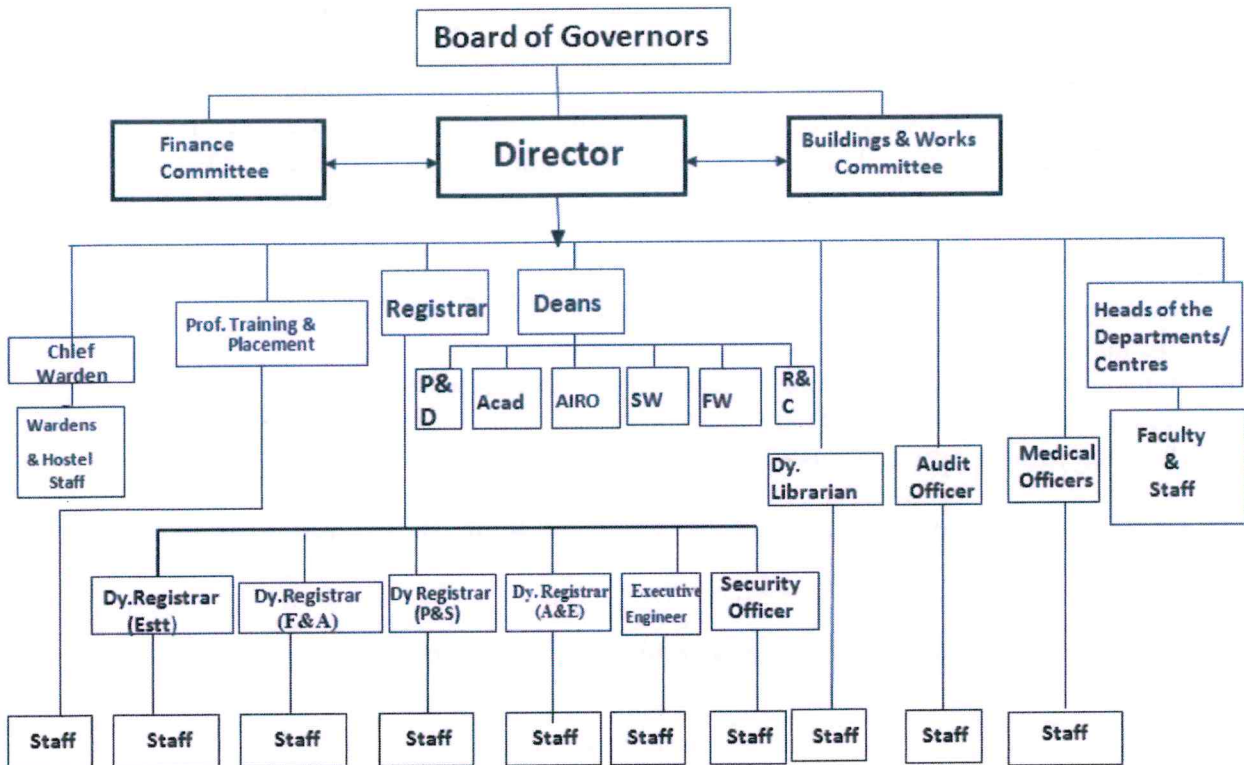 Board of Governors
Finance
Committee
Director
Buildings & Works
Committee
Chief
Warden
Prof. Training &
Placement
Registrar
Deans
Heads of the
Departments/
Centres
P&
D
Acad
AIRO
SW
FW
R&
C
Wardens
& Hostel
Staff
Dy.
Librarian
Audit
Officer
Medical
Officers
Faculty
&
Staff
Dy.Registrar
(Estt)
Dy.Registrar
(F&A)
Dy Registrar
(P&S)
Dy. Registrar
(A&E)
Executive
Engineer
Security
Officer
Staff
Staff
Staff
Staff
Staff
Staff
Staff
Staff
Staff
Staff